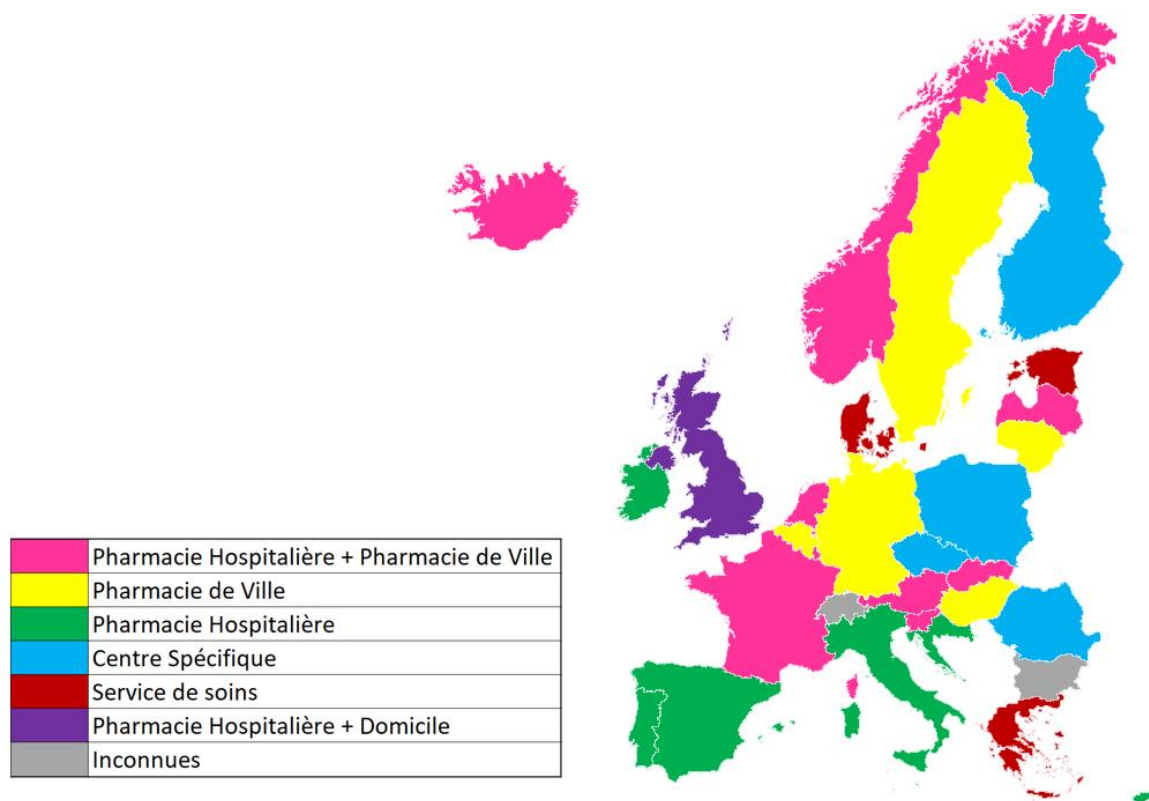 Pharmacie Hospitalière + Pharmacie de Ville
Pharmacie de Ville
Pharmacie Hospitalière
Centre Spécifique
Service de soins
Pharmacie Hospitalière + Domicile
Inconnues